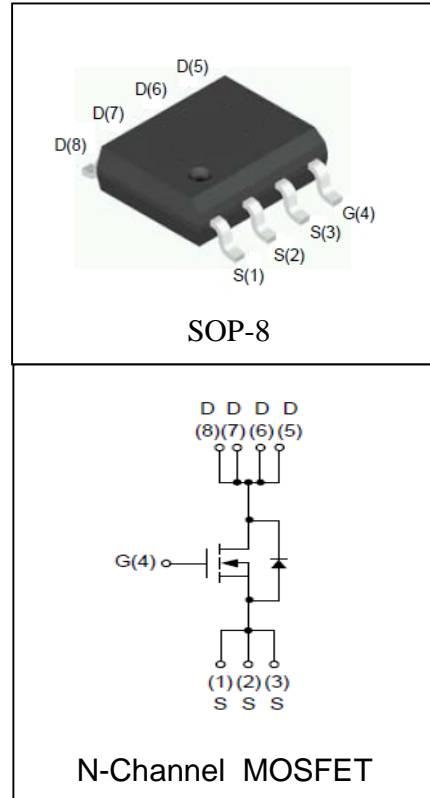 D(5)
D(6)
D(7)
D(8)
G(4)
S(3)
S(2)
S(1)
SOP-8
D D D D
(8)(7) (6)(5)
G(4)
(1) (2) (3)
S S S
N-Channel MOSFET